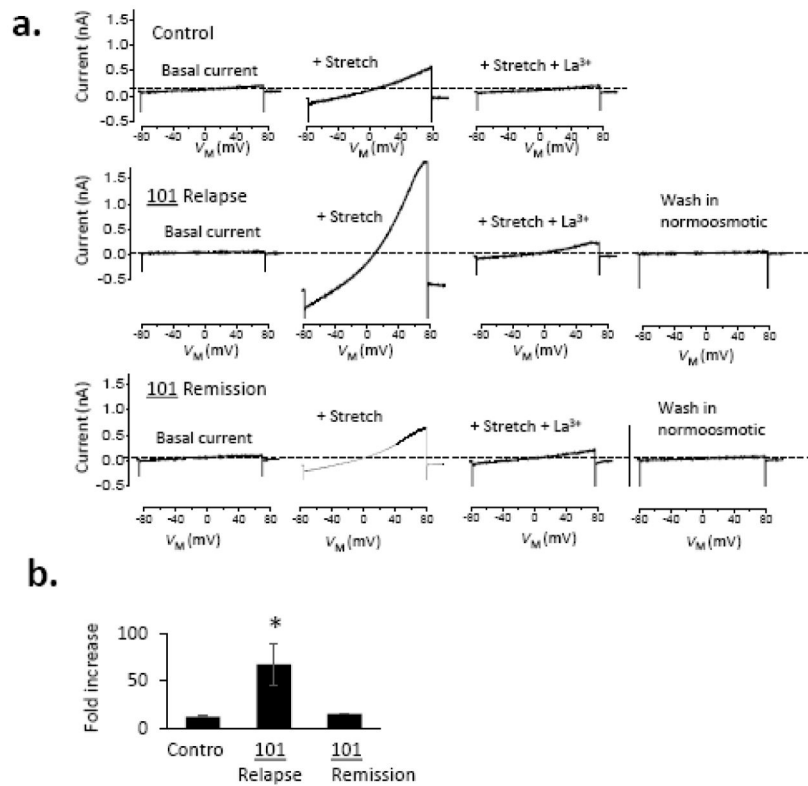 a.
Control
Current (nA)
1.5
1.0
0.5
0.0
-0.5
Basal current
+ Stretch
+ Stretch + La³⁺
-80 -40 0 40 80
-80 -40 0 40 80
-80 -40 0 40 80
VM (mV)
VM (mV)
VM (mV)
101 Relapse
Current (nA)
1.5
1.0
0.5
0.0
-0.5
Basal current
+ Stretch
+ Stretch + La³⁺
Wash in
normoosmotic
-80 -40 0 40 80
-80 -40 0 40 80
-80 -40 0 40 80
-80 -40 0 40 80
VM (mV)
VM (mV)
VM (mV)
VM (mV)
101 Remission
Current (nA)
1.5
1.0
0.5
0.0
-0.5
Basal current
+ Stretch
+ Stretch + La³⁺
Wash in
normoosmotic
-80 -40 0 40 80
-80 -40 0 40 80
-80 -40 0 40 80
-80 -40 0 40 80
VM (mV)
VM (mV)
VM (mV)
VM (mV)
b.
Fold increase
100
50
0
*
Contro
101
Relapse
101
Remission